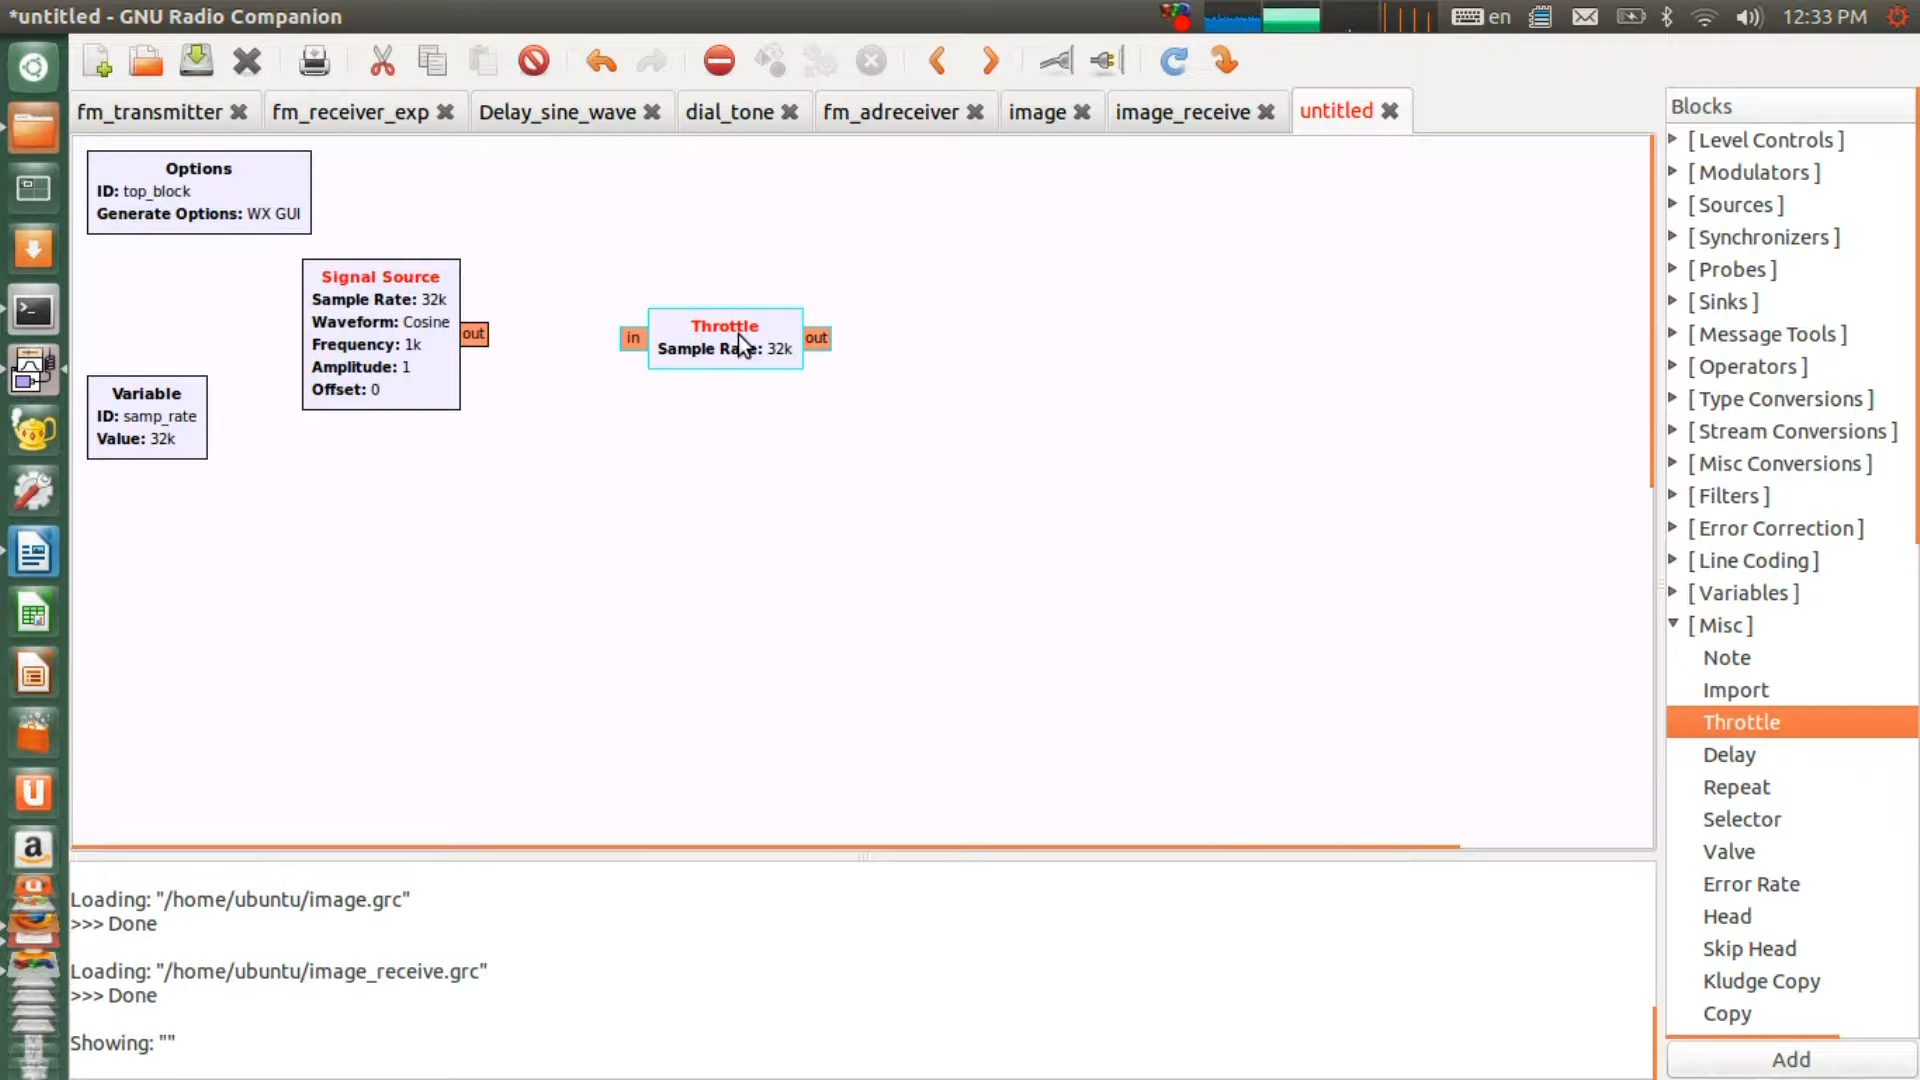 *untitled - GNU Radio Companion
en
12:33 PM
fm_transmitter
fm_receiver_exp
Delay_sine_wave
dial_tone
fm_adreceiver
image
image_receive
untitled
Options
ID: top_block
Generate Options: WX GUI
Signal Source
Sample Rate: 32k
Waveform: Cosine
Frequency: 1k
Amplitude: 1
Offset: 0
out
in
Throttle
Sample Rate: 32k
out
Variable
ID: samp_rate
Value: 32k
Blocks
[ Level Controls ]
[ Modulators ]
[ Sources ]
[ Synchronizers ]
[ Probes ]
[ Sinks ]
[ Message Tools ]
[ Operators ]
[ Type Conversions ]
[ Stream Conversions ]
[ Misc Conversions ]
[ Filters ]
[ Error Correction ]
[ Line Coding ]
[ Variables ]
[ Misc ]
Note
Import
Throttle
Delay
Repeat
Selector
Valve
Error Rate
Head
Skip Head
Kludge Copy
Copy
Add
Loading: "/home/ubuntu/image.grc"
>>> Done
Loading: "/home/ubuntu/image_receive.grc"
>>> Done
Showing: ""